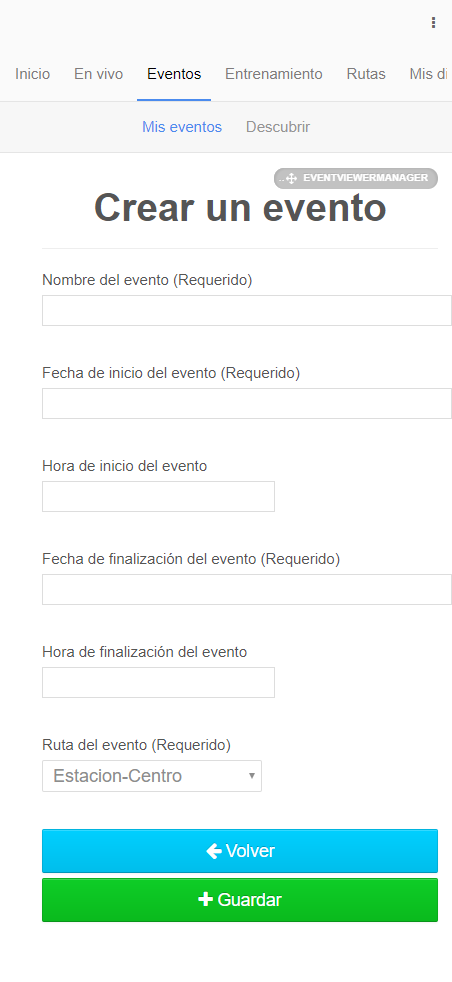 Inicio En vivo Eventos Entrenamiento Rutas Mis di
Mis eventos Descubrir
EVENTVIEWERMANAGER
Crear un evento
Nombre del evento (Requerido)
Fecha de inicio del evento (Requerido)
Hora de inicio del evento
Fecha de finalización del evento (Requerido)
Hora de finalización del evento
Ruta del evento (Requerido)
Estacion-Centro
Volver
Guardar